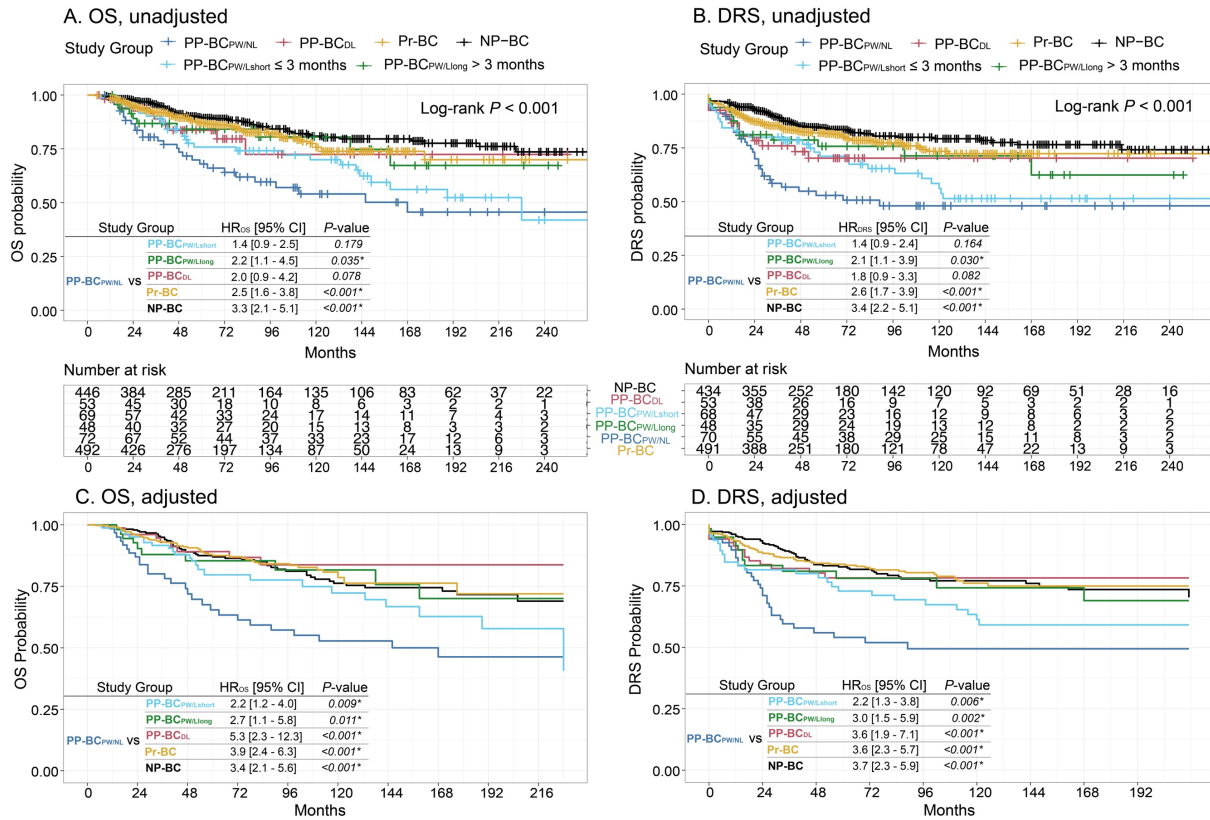 A. OS, unadjusted
Study Group PP-BCPW/NL PP-BCDL Pr-BC NP−BC
PP-BCPW/Lshort ≤ 3 months PP-BCPW/Llong > 3 months
Log-rank P < 0.001
OS probability
1.00
0.75
0.50
0.25
0.00
Study Group HROS [95% CI] P-value
PP-BCPW/NL vs
PP-BCPW/Lshort 1.4 [0.9 - 2.5] 0.179
PP-BCPW/Llong 2.2 [1.1 - 4.5] 0.035*
PP-BCDL 2.0 [0.9 - 4.2] 0.078
Pr-BC 2.5 [1.6 - 3.8] <0.001*
NP-BC 3.3 [2.1 - 5.1] <0.001*
0 24 48 72 96 120 144 168 192 216 240
Months
B. DRS, unadjusted
Study Group PP-BCPW/NL PP-BCDL Pr-BC NP−BC
PP-BCPW/Lshort ≤ 3 months PP-BCPW/Llong > 3 months
Log-rank P < 0.001
DRS probability
1.00
0.75
0.50
0.25
0.00
Study Group HRDRS [95% CI] P-value
PP-BCPW/NL vs
PP-BCPW/Lshort 1.4 [0.9 - 2.4] 0.164
PP-BCPW/Llong 2.1 [1.1 - 3.9] 0.030*
PP-BCDL 1.8 [0.9 - 3.3] 0.082
Pr-BC 2.6 [1.7 - 3.9] <0.001*
NP-BC 3.4 [2.2 - 5.1] <0.001*
0 24 48 72 96 120 144 168 192 216 240
Months
Number at risk
446 384 285 211 164 135 106 83 62 37 22
53 45 30 18 10 8 6 3 2 2 1
69 57 42 33 24 17 14 11 7 4 3
48 40 32 27 20 15 13 8 3 3 2
72 67 52 44 37 33 23 17 12 6 3
492 426 276 197 134 87 50 24 13 9 3
0 24 48 72 96 120 144 168 192 216 240
NP-BC
PP-BCDL
PP-BCPW/Lshort
PP-BCPW/Llong
PP-BCPW/NL
Pr-BC
Number at risk
434 355 252 180 142 120 92 69 51 28 16
53 38 26 16 9 7 5 3 2 2 1
68 47 29 23 16 12 9 8 6 3 2
48 35 29 24 19 13 12 8 2 2 2
70 55 45 38 29 25 15 11 8 3 2
491 388 251 180 121 78 47 22 13 9 3
0 24 48 72 96 120 144 168 192 216 240
C. OS, adjusted
OS Probability
1.00
0.75
0.50
0.25
0.00
Study Group HROS [95% CI] P-value
PP-BCPW/NL vs
PP-BCPW/Lshort 2.2 [1.2 - 4.0] 0.009*
PP-BCPW/Llong 2.7 [1.1 - 5.8] 0.011*
PP-BCDL 5.3 [2.3 - 12.3] <0.001*
Pr-BC 3.9 [2.4 - 6.3] <0.001*
NP-BC 3.4 [2.1 - 5.6] <0.001*
0 24 48 72 96 120 144 168 192 216
Months
D. DRS, adjusted
DRS Probability
1.00
0.75
0.50
0.25
0.00
Study Group HROS [95% CI] P-value
PP-BCPW/NL vs
PP-BCPW/Lshort 2.2 [1.3 - 3.8] 0.006*
PP-BCPW/Llong 3.0 [1.5 - 5.9] 0.002*
PP-BCDL 3.6 [1.9 - 7.1] <0.001*
Pr-BC 3.6 [2.3 - 5.7] <0.001*
NP-BC 3.7 [2.3 - 5.9] <0.001*
0 24 48 72 96 120 144 168 192
Months